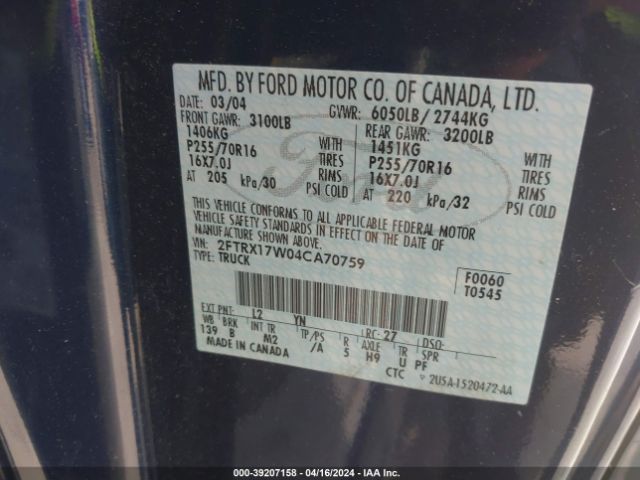 MFD. BY FORD MOTOR CO. OF CANADA, LTD.
DATE: 03/04 GVWR: 6050LB/ 2744KG
FRONT GAWR: 3100LB REAR GAWR: 3200LB
1406KG WITH 1451KG WITH
P255/70R16 TIRES P255/70R16 TIRES
16X7.0J RIMS 16X7.0J RIMS
AT 205 kPa/30 PSI COLD AT 220 kPa/32 PSI COLD
Ford
THIS VEHICLE CONFORMS TO ALL APPLICABLE FEDERAL MOTOR
VEHICLE SAFETY STANDARDS IN EFFECT ON THE DATE OF
MANUFACTURE SHOWN ABOVE.
VIN: 2FTRX17W04CA70759
TYPE: TRUCK
F0060
T0545
EXT PNT: L2 YN RC: 27 DSO:
WB BRK INT TR TP/PS R AXLE TR SPR
139 B M2 /A 5 H9 U PF
MADE IN CANADA CTC ▽ 2U5A-1520472-AA
000-39207158 - 04/16/2024 - IAA Inc.